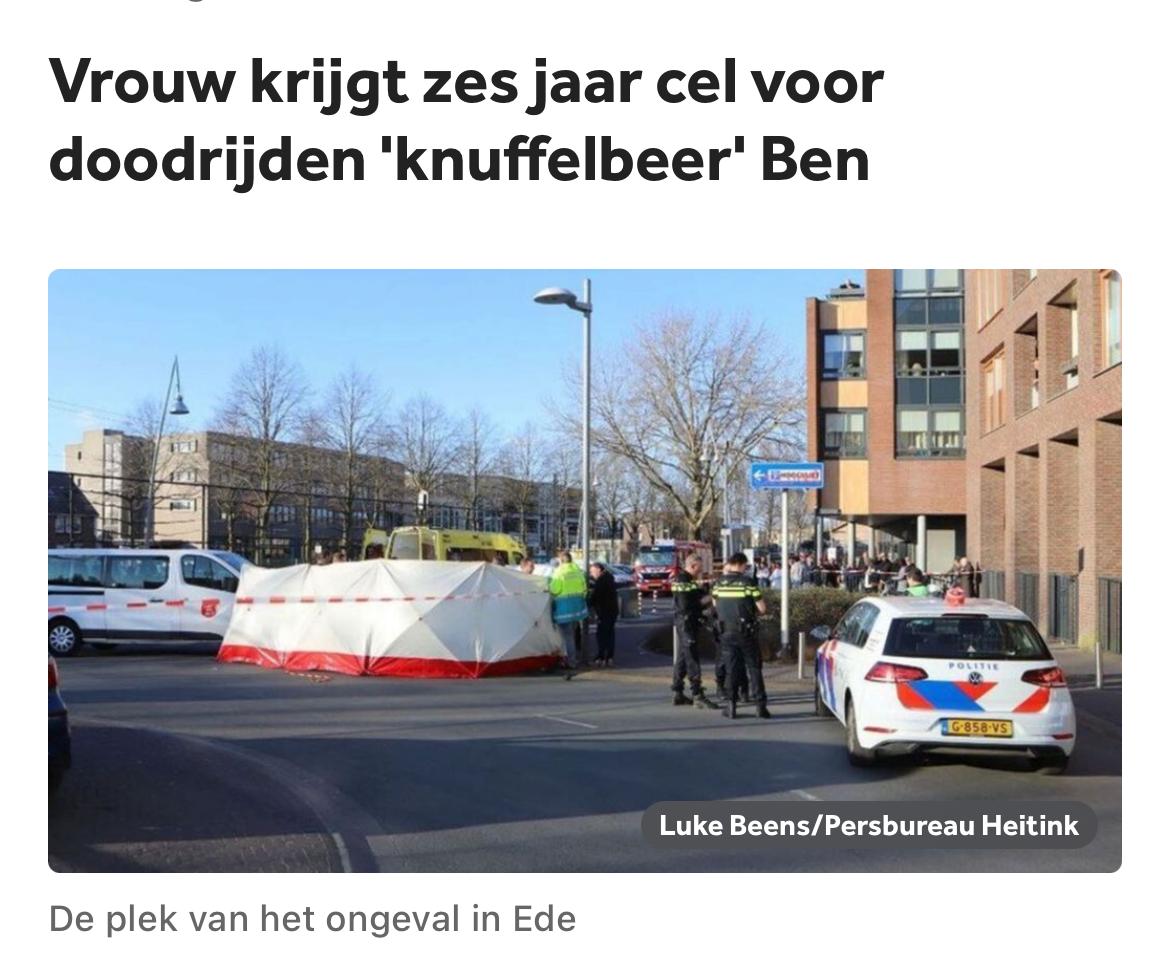 Vrouw krijgt zes jaar cel voor
doodrijden 'knuffelbeer' Ben
POLITIE
G-858-VS
Luke Beens/Persbureau Heitink
De plek van het ongeval in Ede